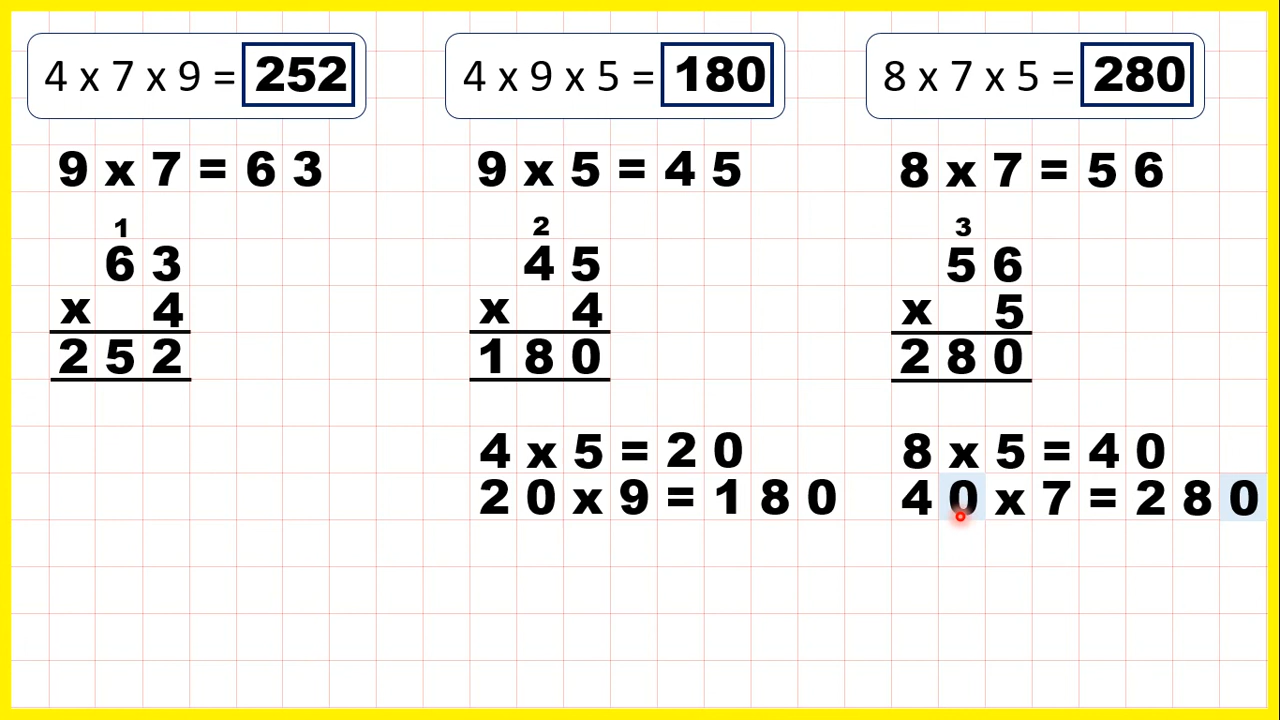 4 x 7 x 9 = 252
9 x 7 = 6 3
1
6 3
x 4
2 5 2
4 x 9 x 5 = 180
9 x 5 = 4 5
2
4 5
x 4
1 8 0
4 x 5 = 2 0
2 0 x 9 = 1 8 0
8 x 7 x 5 = 280
8 x 7 = 5 6
3
5 6
x 5
2 8 0
8 x 5 = 4 0
4 0 x 7 = 2 8 0